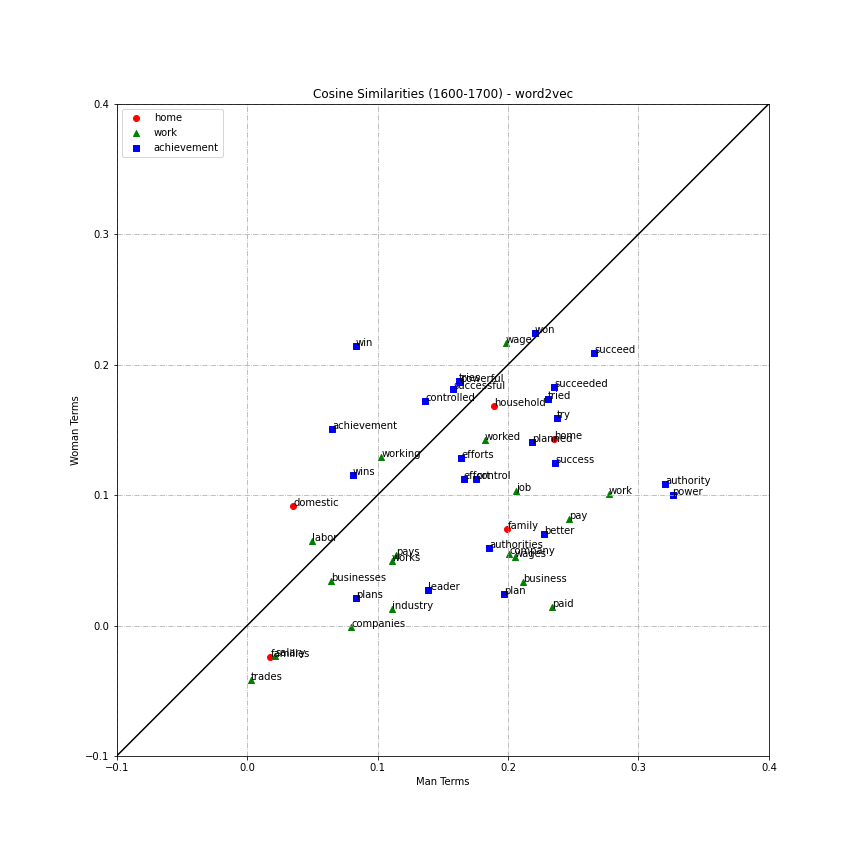 Cosine Similarities (1600-1700) - word2vec
home
work
achievement
0.4
0.3
0.2
0.1
0.0
−0.1
Woman Terms
won
wage
win
succeed
tries
powerful
successful
succeeded
tried
controlled
household
try
achievement
worked
planned
home
working
efforts
success
wins
effort
control
authority
job
work
power
domestic
pay
family
better
labor
authorities
pays
company
works
wages
businesses
business
leader
plans
plan
industry
paid
companies
salary
families
trades
−0.1
0.0
0.1
0.2
0.3
0.4
Man Terms